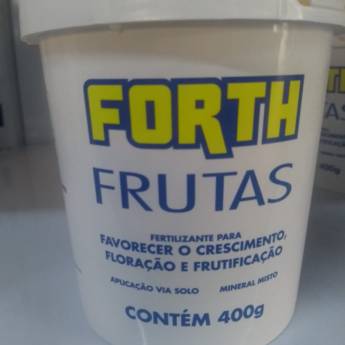 FORTH
FRUTAS
FERTILIZANTE PARA
FAVORECER O CRESCIMENTO,
FLORAÇÃO E FRUTIFICAÇÃO
APLICAÇÃO VIA SOLO MINERAL MISTO
CONTÉM 400g